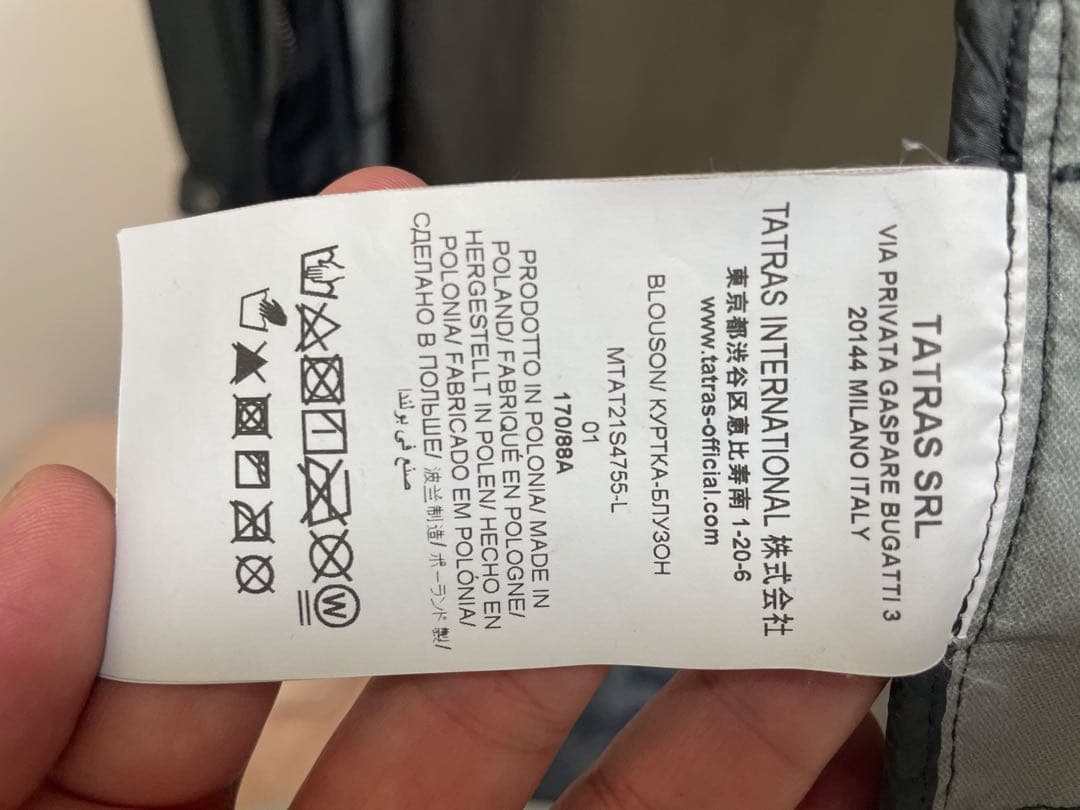 TATRAS SRL
VIA PRIVATA GASPARE BUGATTI 3
20144 MILANO ITALY
TATRAS INTERNATIONAL 株式会社
東京都渋谷区恵比寿南 1-20-6
www.tatras-official.com
BLOUSON/ КУРТКА-БЛУЗОН
MTAT21S4755-L
01
170/88A
PRODOTTO IN POLONIA/ MADE IN
POLAND/ FABRIQUÉ EN POLOGNE/
HERGESTELLT IN POLEN/ HECHO EN
POLONIA/ FABRICADO EM POLÓNIA/
СДЕЛАНО В ПОЛЬШЕ/ 波兰制造/ ポーランド製/
صنع في بولندا
W